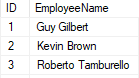 ID EmployeeName
1 Guy Gilbert
2 Kevin Brown
3 Roberto Tamburello